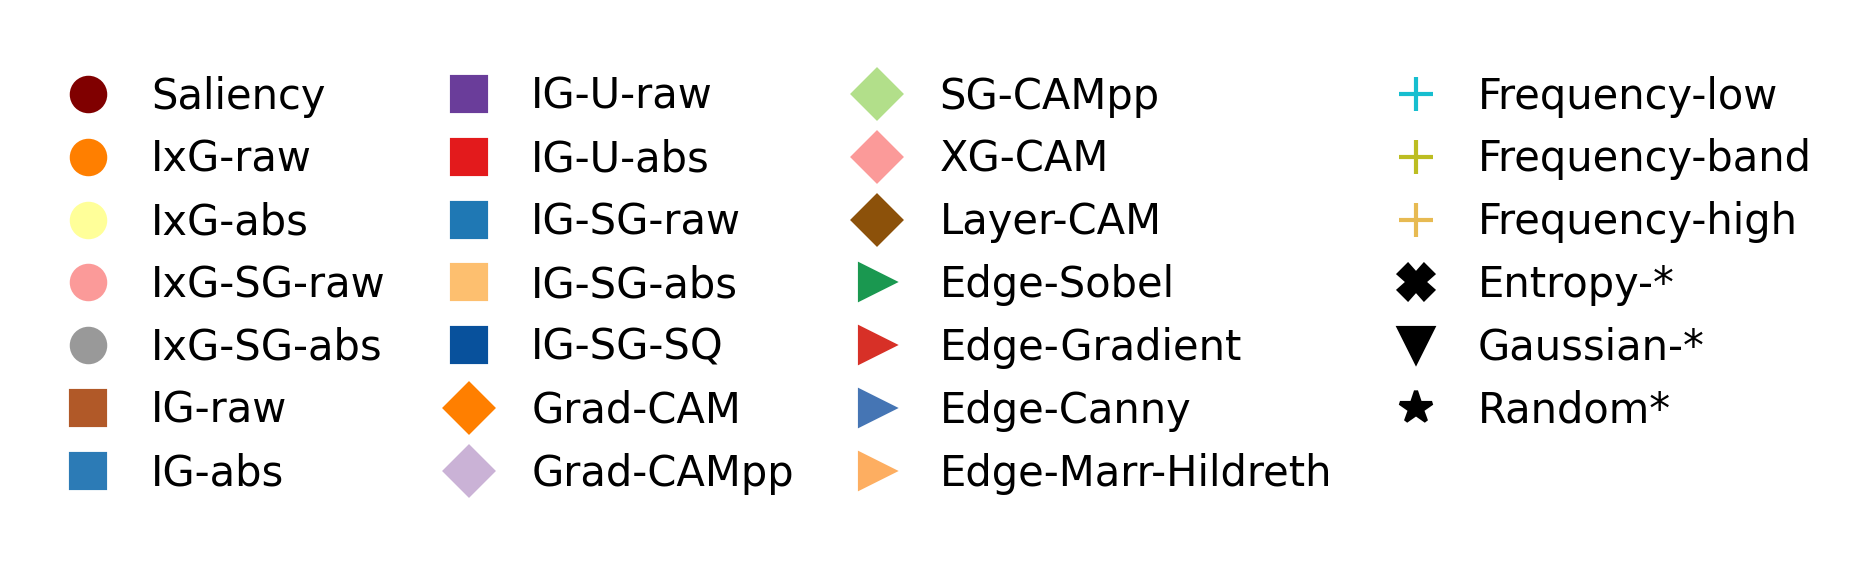 Saliency
IxG-raw
IxG-abs
IxG-SG-raw
IxG-SG-abs
IG-raw
IG-abs
IG-U-raw
IG-U-abs
IG-SG-raw
IG-SG-abs
IG-SG-SQ
Grad-CAM
Grad-CAMpp
SG-CAMpp
XG-CAM
Layer-CAM
Edge-Sobel
Edge-Gradient
Edge-Canny
Edge-Marr-Hildreth
Frequency-low
Frequency-band
Frequency-high
Entropy-*
Gaussian-*
Random*